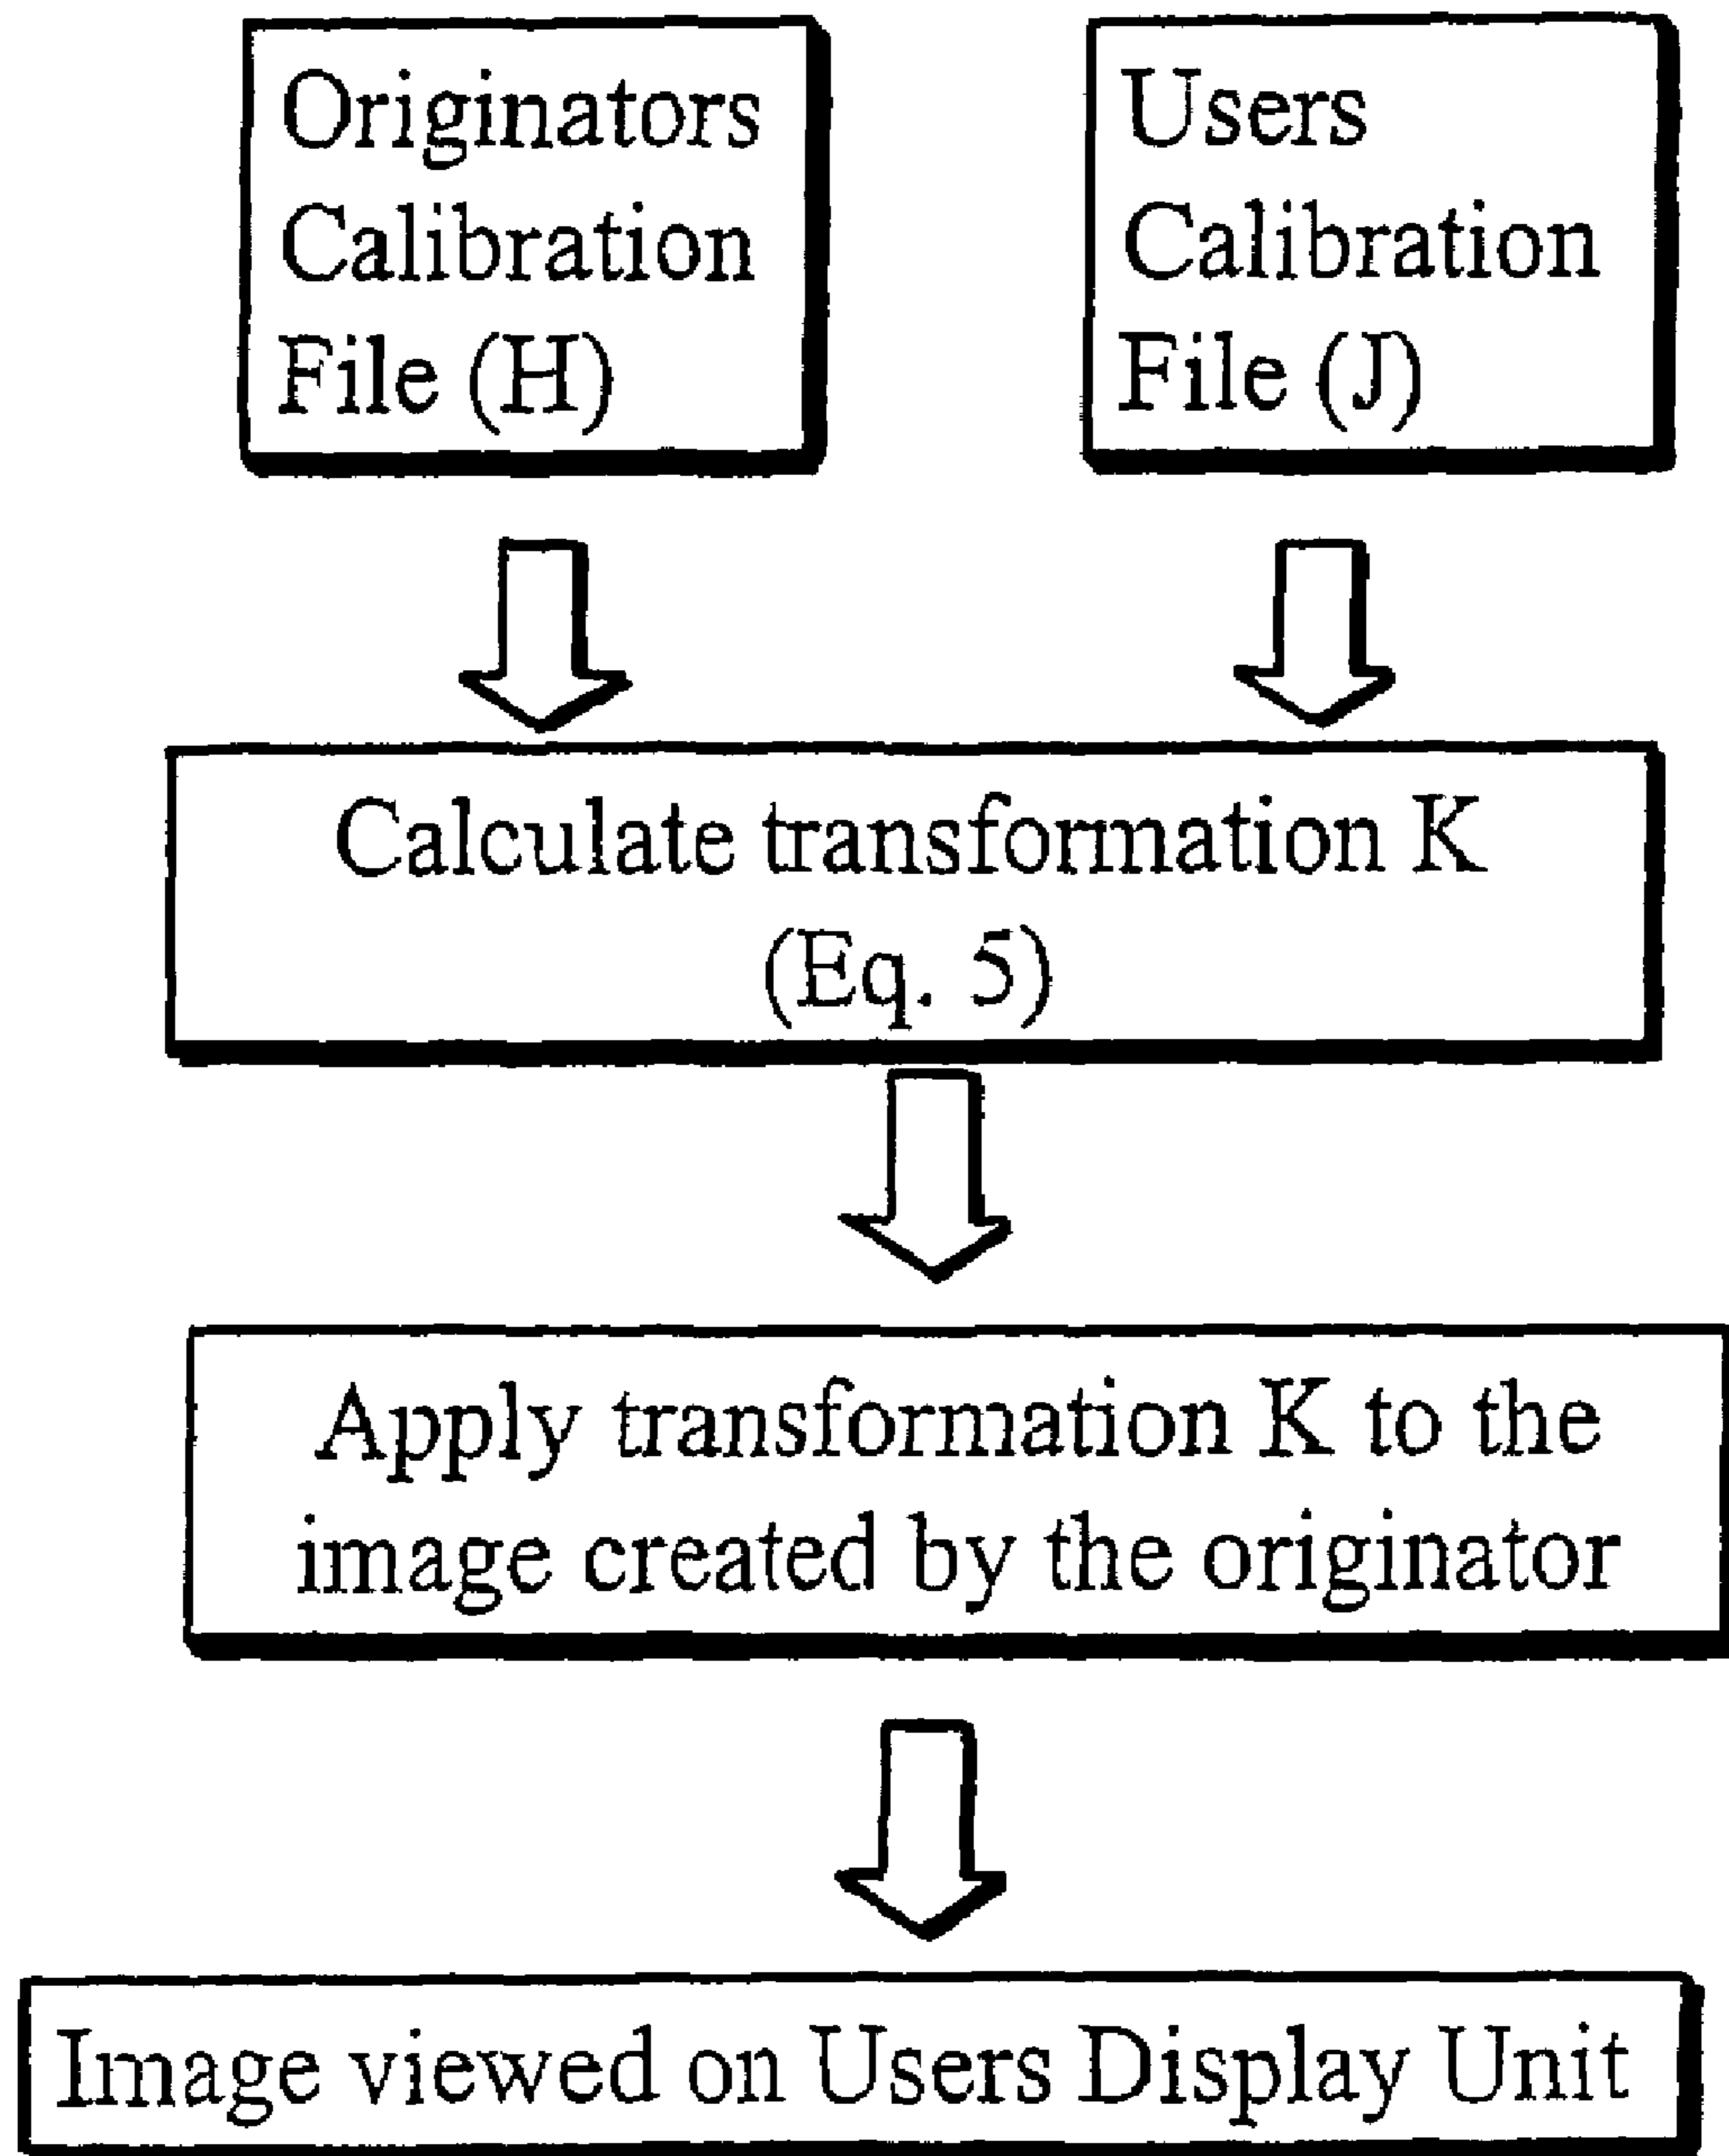 Originators
Calibration
File (H)
Users
Calibration
File (J)
Calculate transformation K
(Eq. 5)
Apply transformation K to the
image created by the originator
Image viewed on Users Display Unit